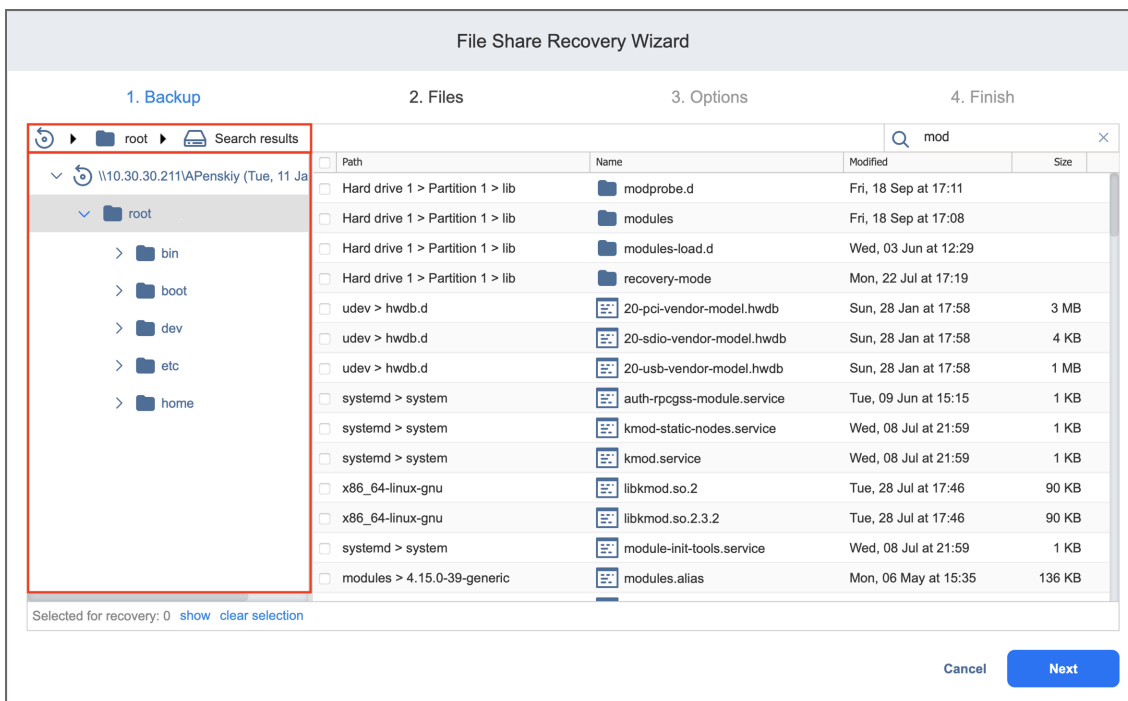 File Share Recovery Wizard
1. Backup 2. Files 3. Options 4. Finish
root Search results mod
Path Name Modified Size
\\10.30.30.211\APenskiy (Tue, 11 Ja
root
bin
boot
dev
etc
home
Hard drive 1 > Partition 1 > lib modprobe.d Fri, 18 Sep at 17:11
Hard drive 1 > Partition 1 > lib modules Fri, 18 Sep at 17:08
Hard drive 1 > Partition 1 > lib modules-load.d Wed, 03 Jun at 12:29
Hard drive 1 > Partition 1 > lib recovery-mode Mon, 22 Jul at 17:19
udev > hwdb.d 20-pci-vendor-model.hwdb Sun, 28 Jan at 17:58 3 MB
udev > hwdb.d 20-sdio-vendor-model.hwdb Sun, 28 Jan at 17:58 4 KB
udev > hwdb.d 20-usb-vendor-model.hwdb Sun, 28 Jan at 17:58 1 MB
systemd > system auth-rpcgss-module.service Tue, 09 Jun at 15:15 1 KB
systemd > system kmod-static-nodes.service Wed, 08 Jul at 21:59 1 KB
systemd > system kmod.service Wed, 08 Jul at 21:59 1 KB
x86_64-linux-gnu libkmod.so.2 Tue, 28 Jul at 17:46 90 KB
x86_64-linux-gnu libkmod.so.2.3.2 Tue, 28 Jul at 17:46 90 KB
systemd > system module-init-tools.service Wed, 08 Jul at 21:59 1 KB
modules > 4.15.0-39-generic modules.alias Mon, 06 May at 15:35 136 KB
Selected for recovery: 0 show clear selection
Cancel Next